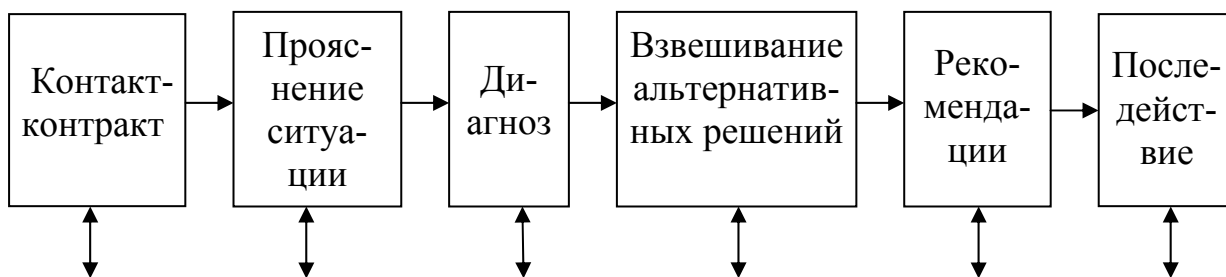 Контакт-
контракт
Прояс-
нение
ситуа-
ции
Ди-
агноз
Взвешивание
альтернатив-
ных решений
Реко-
менда-
ции
После-
дейст-
вие